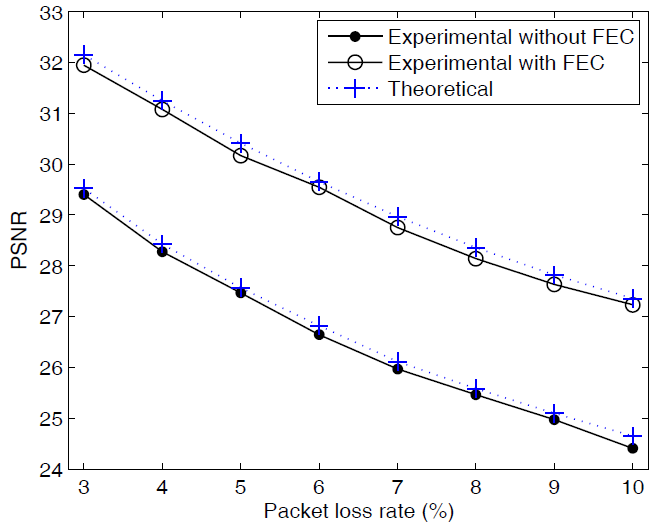 33
32
31
30
29
28
27
26
25
24
PSNR
Experimental without FEC
Experimental with FEC
Theoretical
3 4 5 6 7 8 9 10
Packet loss rate (%)